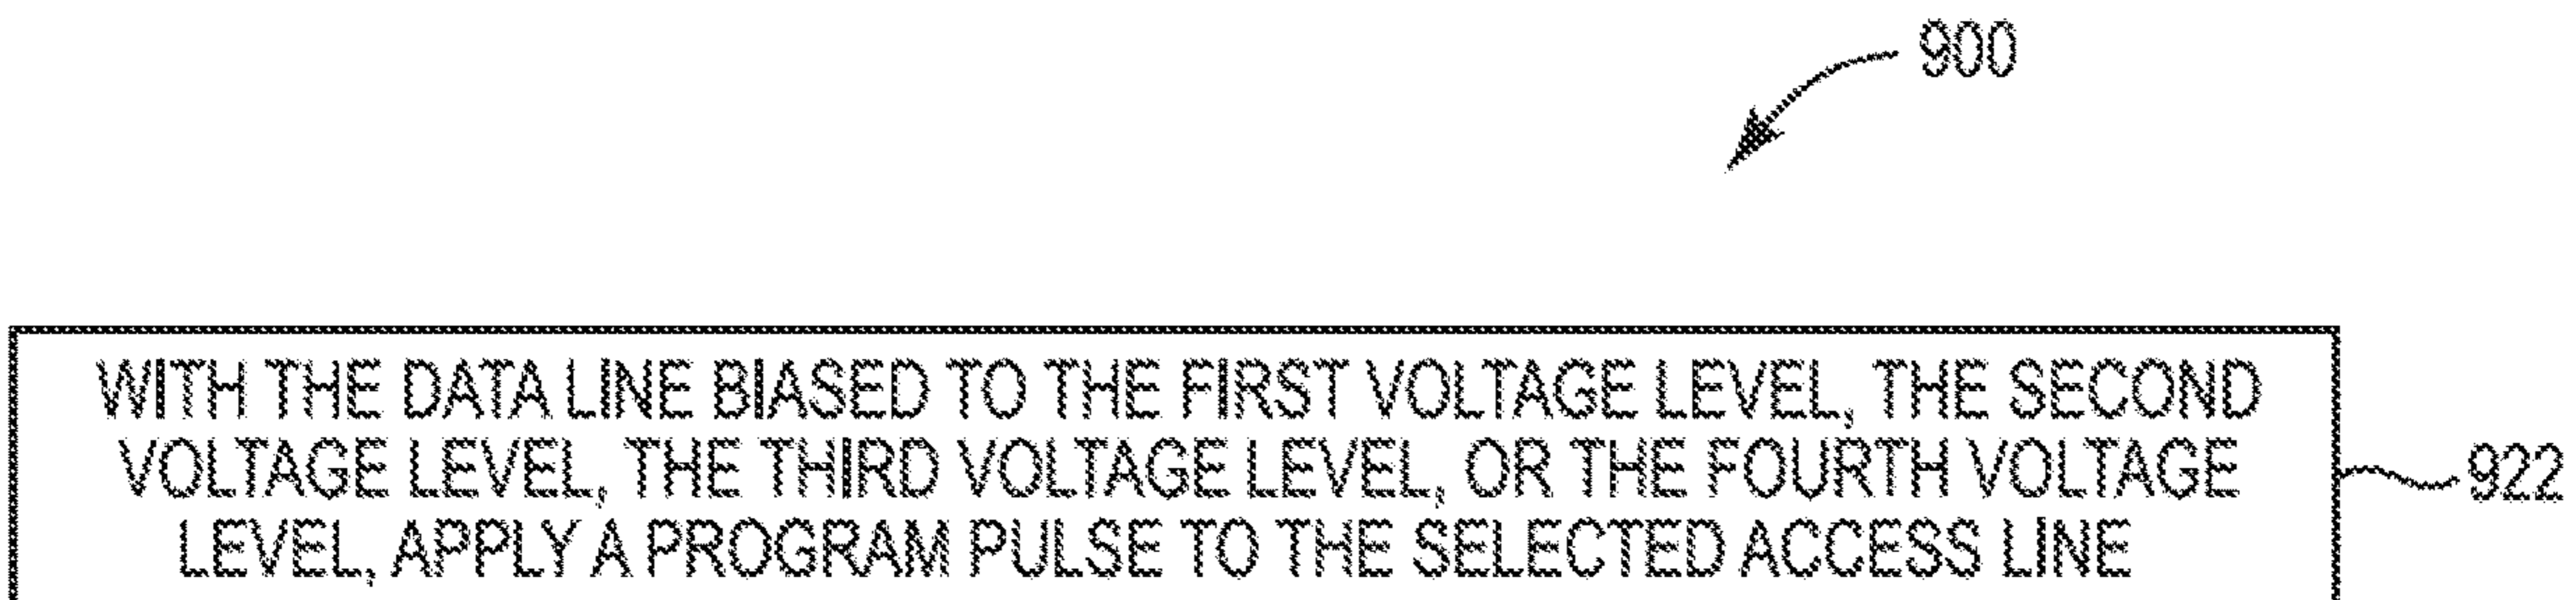 900
WITH THE DATA LINE BIASED TO THE FIRST VOLTAGE LEVEL, THE SECOND
VOLTAGE LEVEL, THE THIRD VOLTAGE LEVEL, OR THE FOURTH VOLTAGE
LEVEL, APPLY A PROGRAM PULSE TO THE SELECTED ACCESS LINE
922